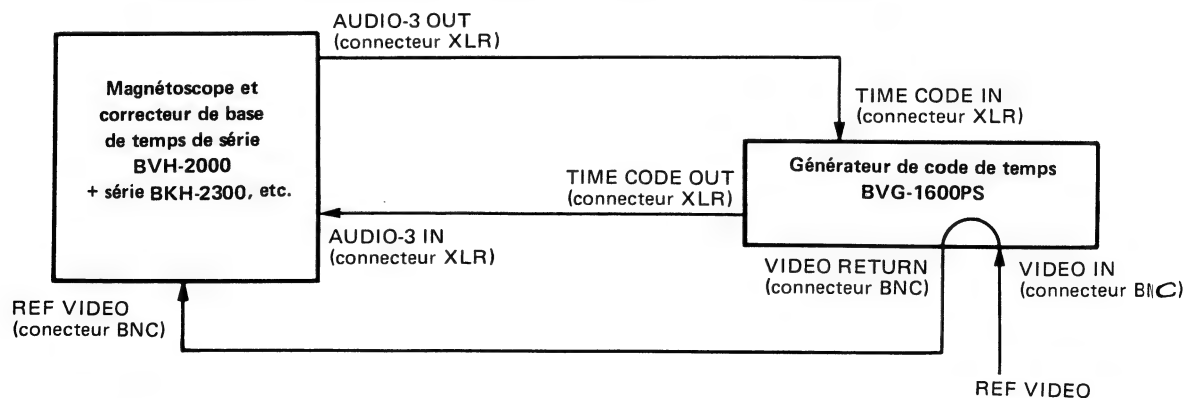 AUDIO-3 OUT
(connecteur XLR)
Magnétoscope et
correcteur de base
de temps de série
BVH-2000
+ série BKH-2300, etc.
TIME CODE IN
(connecteur XLR)
Générateur de code de temps
BVG-1600PS
TIME CODE OUT
(connecteur XLR)
AUDIO-3 IN
(connecteur XLR)
VIDEO RETURN
(connecteur BNC)
VIDEO IN
(connecteur BNC)
REF VIDEO
(conecteur BNC)
REF VIDEO